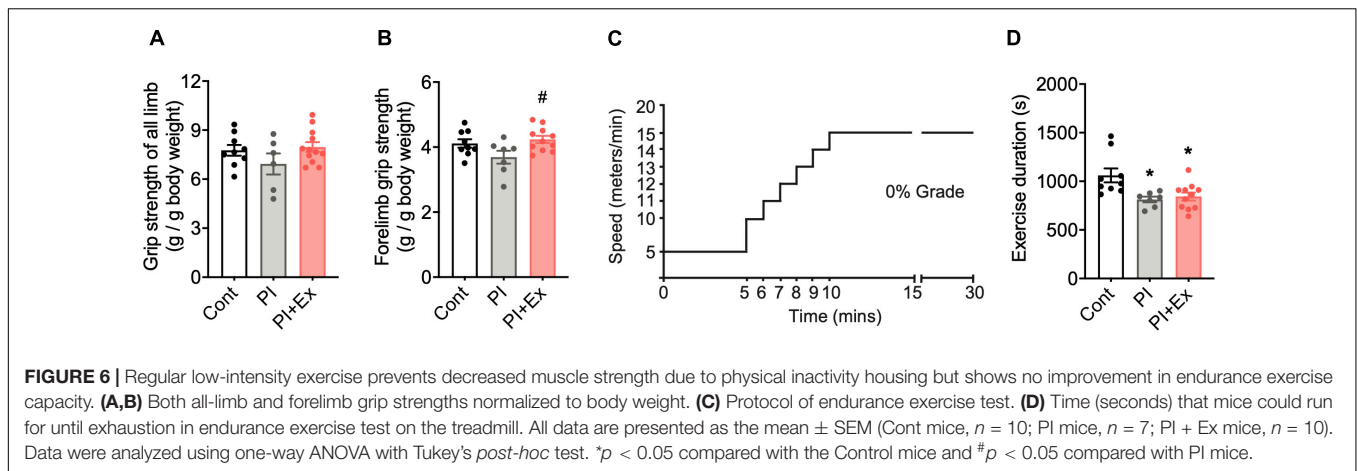 A
B
C
D
Grip strength of all limb
(g / g body weight)
12
9
6
3
0
Cont
PI
PI+Ex
Forelimb grip strength
(g / g body weight)
6
4
2
0
#
Cont
PI
PI+Ex
Speed (meters/min)
20
15
14
13
12
11
10
5
0% Grade
0
5
6
7
8
9
10
15
30
Time (mins)
Exercise duration (s)
2000
1500
1000
500
0
*
*
Cont
PI
PI+Ex
FIGURE 6 | Regular low-intensity exercise prevents decreased muscle strength due to physical inactivity housing but shows no improvement in endurance exercise
capacity. (A,B) Both all-limb and forelimb grip strengths normalized to body weight. (C) Protocol of endurance exercise test. (D) Time (seconds) that mice could run
for until exhaustion in endurance exercise test on the treadmill. All data are presented as the mean ± SEM (Cont mice, n = 10; PI mice, n = 7; PI + Ex mice, n = 10).
Data were analyzed using one-way ANOVA with Tukey's post-hoc test. *p < 0.05 compared with the Control mice and #p < 0.05 compared with PI mice.